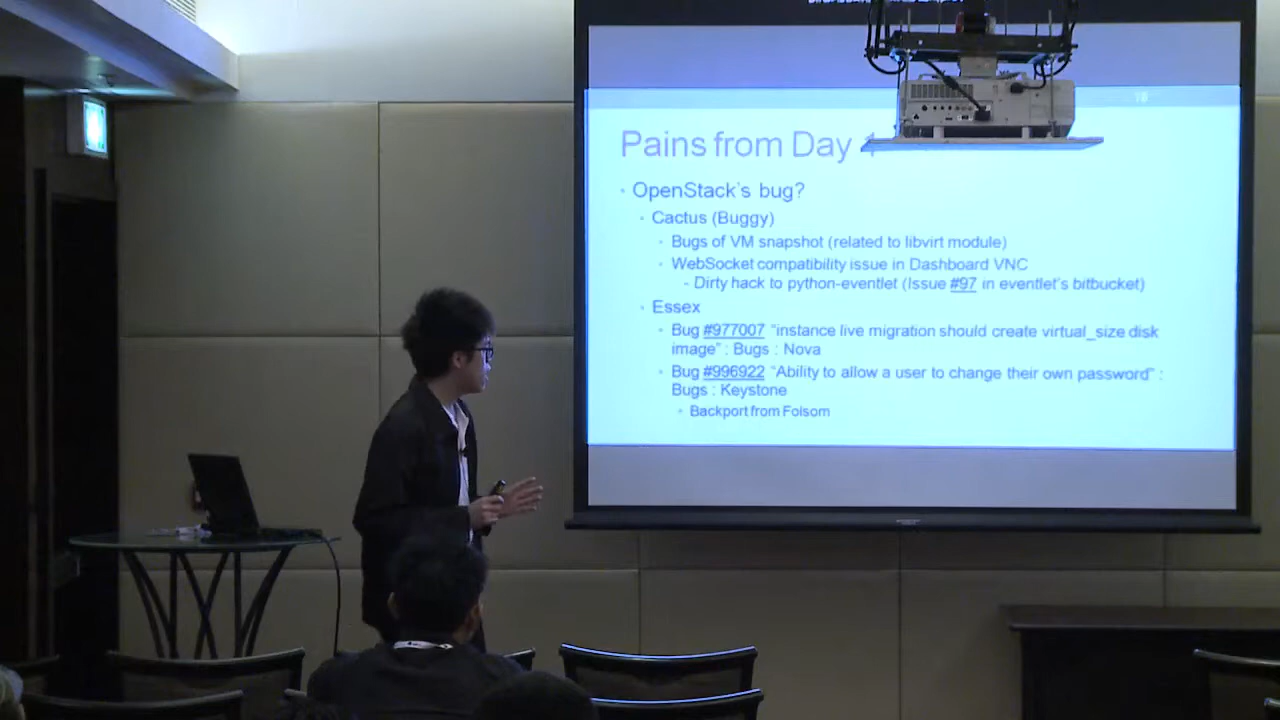 18
Pains from Day
• OpenStack's bug?
• Cactus (Buggy)
• Bugs of VM snapshot (related to libvirt module)
• WebSocket compatibility issue in Dashboard VNC
- Dirty hack to python-eventlet (Issue #97 in eventlet's bitbucket)
• Essex
• Bug #977007 "instance live migration should create virtual_size disk
image" : Bugs : Nova
• Bug #996922 "Ability to allow a user to change their own password" :
Bugs : Keystone
• Backport from Folsom